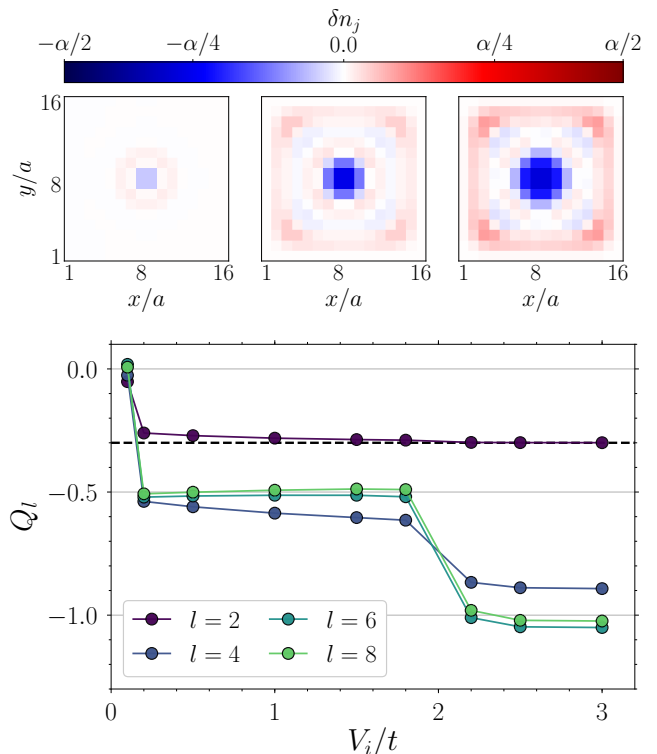 δn_j
−α/2 −α/4 0.0 α/4 α/2
16
8
1
y/a
1 8 16 1 8 16 1 8 16
x/a x/a x/a
0.0
−0.5
−1.0
Q_l
l = 2 l = 6
l = 4 l = 8
0 1 2 3
V_i/t